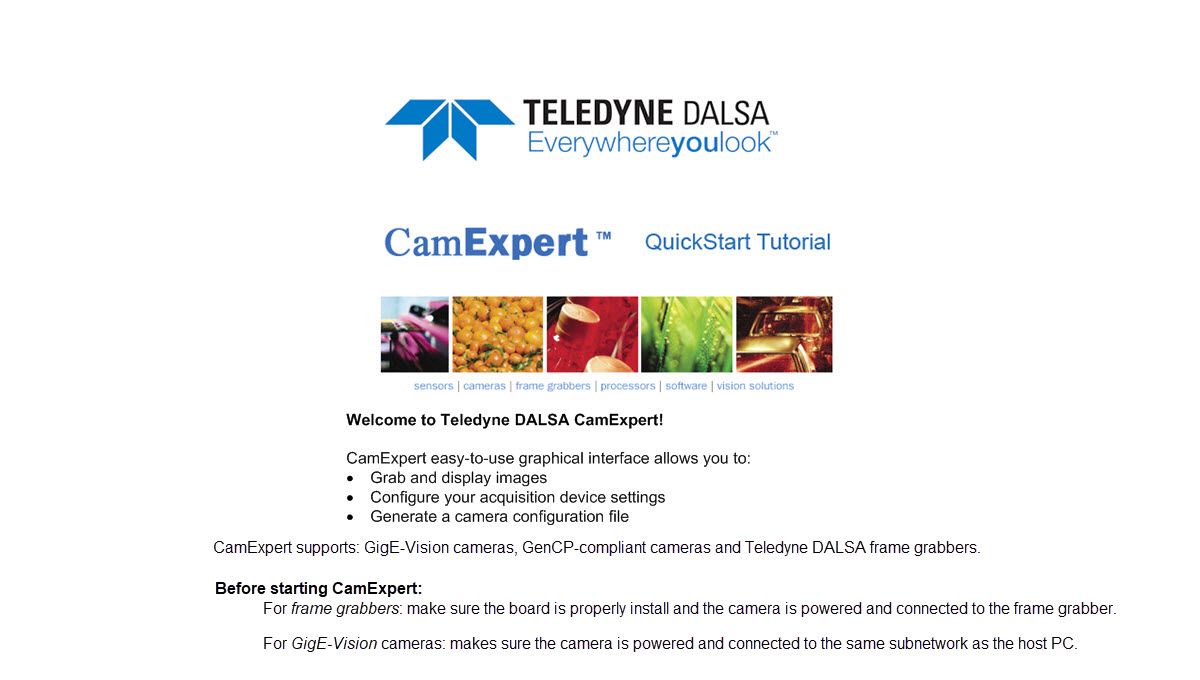 TELEDYNE DALSA
Everywhereyoulook™
CamExpert™ QuickStart Tutorial
sensors | cameras | frame grabbers | processors | software | vision solutions
Welcome to Teledyne DALSA CamExpert!
CamExpert easy-to-use graphical interface allows you to:
• Grab and display images
• Configure your acquisition device settings
• Generate a camera configuration file
CamExpert supports: GigE-Vision cameras, GenCP-compliant cameras and Teledyne DALSA frame grabbers.
Before starting CamExpert:
For frame grabbers: make sure the board is properly install and the camera is powered and connected to the frame grabber.
For GigE-Vision cameras: makes sure the camera is powered and connected to the same subnetwork as the host PC.